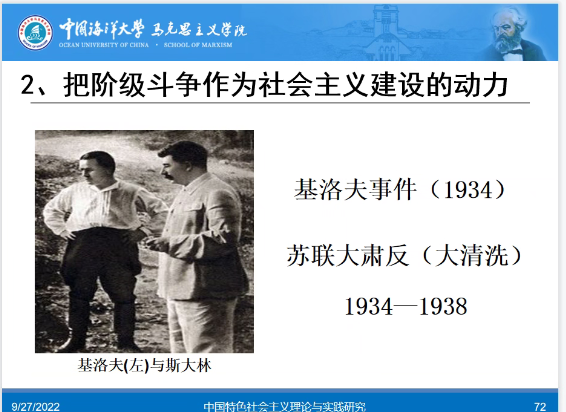 中国海洋大学 马克思主义学院
OCEAN UNIVERSITY OF CHINA • SCHOOL OF MARXISM
2、把阶级斗争作为社会主义建设的动力
基洛夫事件（1934）
苏联大肃反（大清洗）
1934—1938
基洛夫(左)与斯大林
9/27/2022
中国特色社会主义理论与实践研究
72